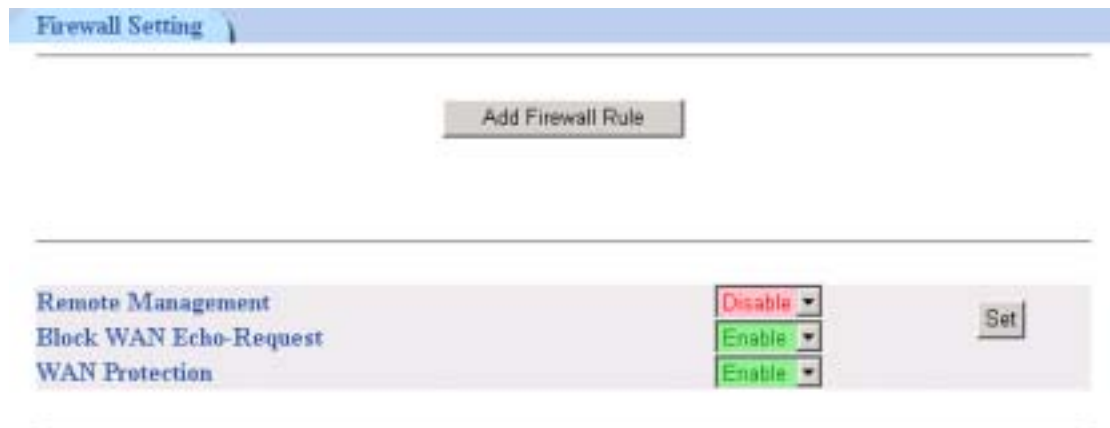 Firewall Setting
Add Firewall Rule
Remote Management Disable
Block WAN Echo-Request Enable Set
WAN Protection Enable